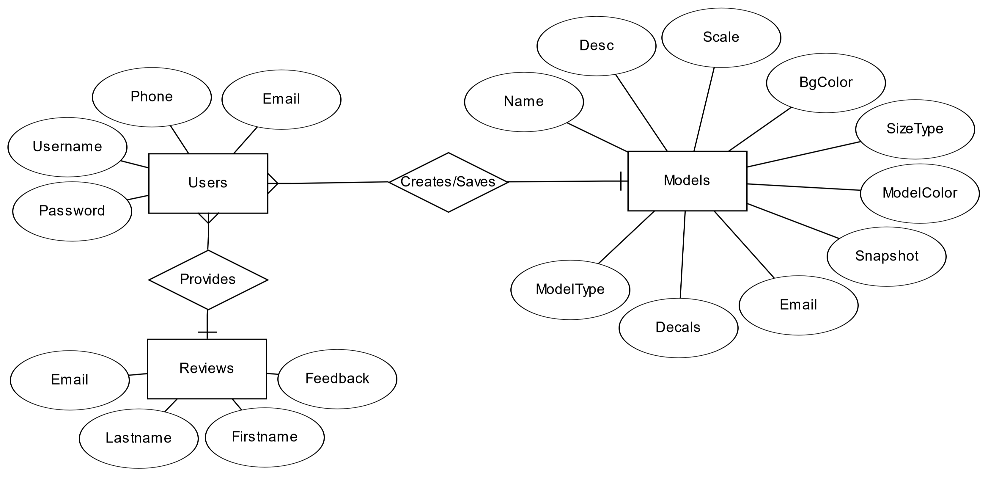 Desc
Scale
BgColor
Name
Phone
Email
SizeType
Username
Users
Creates/Saves
Models
ModelColor
Password
Snapshot
Provides
ModelType
Email
Decals
Reviews
Email
Feedback
Lastname
Firstname